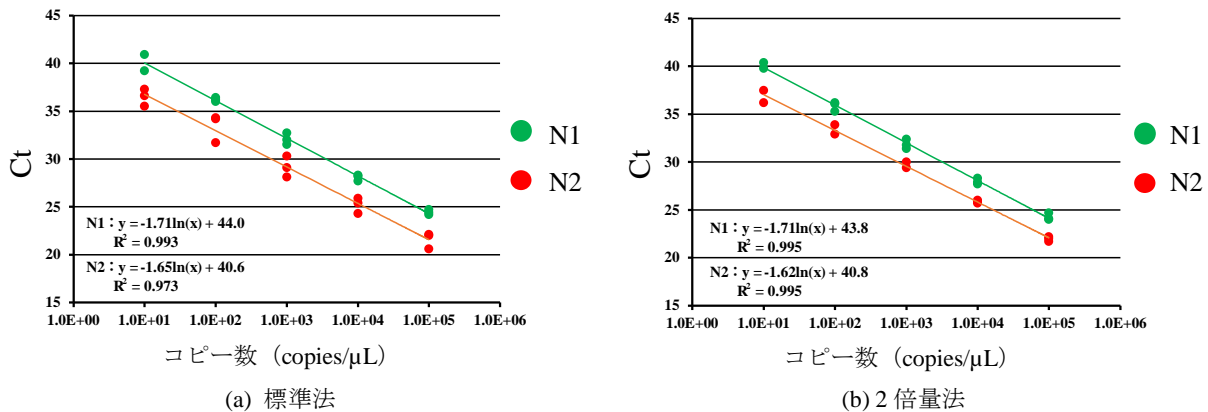 45
40
35
30
25
20
15
Ct
N1:y = -1.71ln(x) + 44.0
R² = 0.993
N2:y = -1.65ln(x) + 40.6
R² = 0.973
1.0E+00 1.0E+01 1.0E+02 1.0E+03 1.0E+04 1.0E+05 1.0E+06
コピー数(copies/µL)
N1
N2
(a) 標準法
45
40
35
30
25
20
15
Ct
N1:y = -1.71ln(x) + 43.8
R² = 0.995
N2:y = -1.62ln(x) + 40.8
R² = 0.995
1.0E+00 1.0E+01 1.0E+02 1.0E+03 1.0E+04 1.0E+05 1.0E+06
コピー数(copies/µL)
N1
N2
(b) 2 倍量法